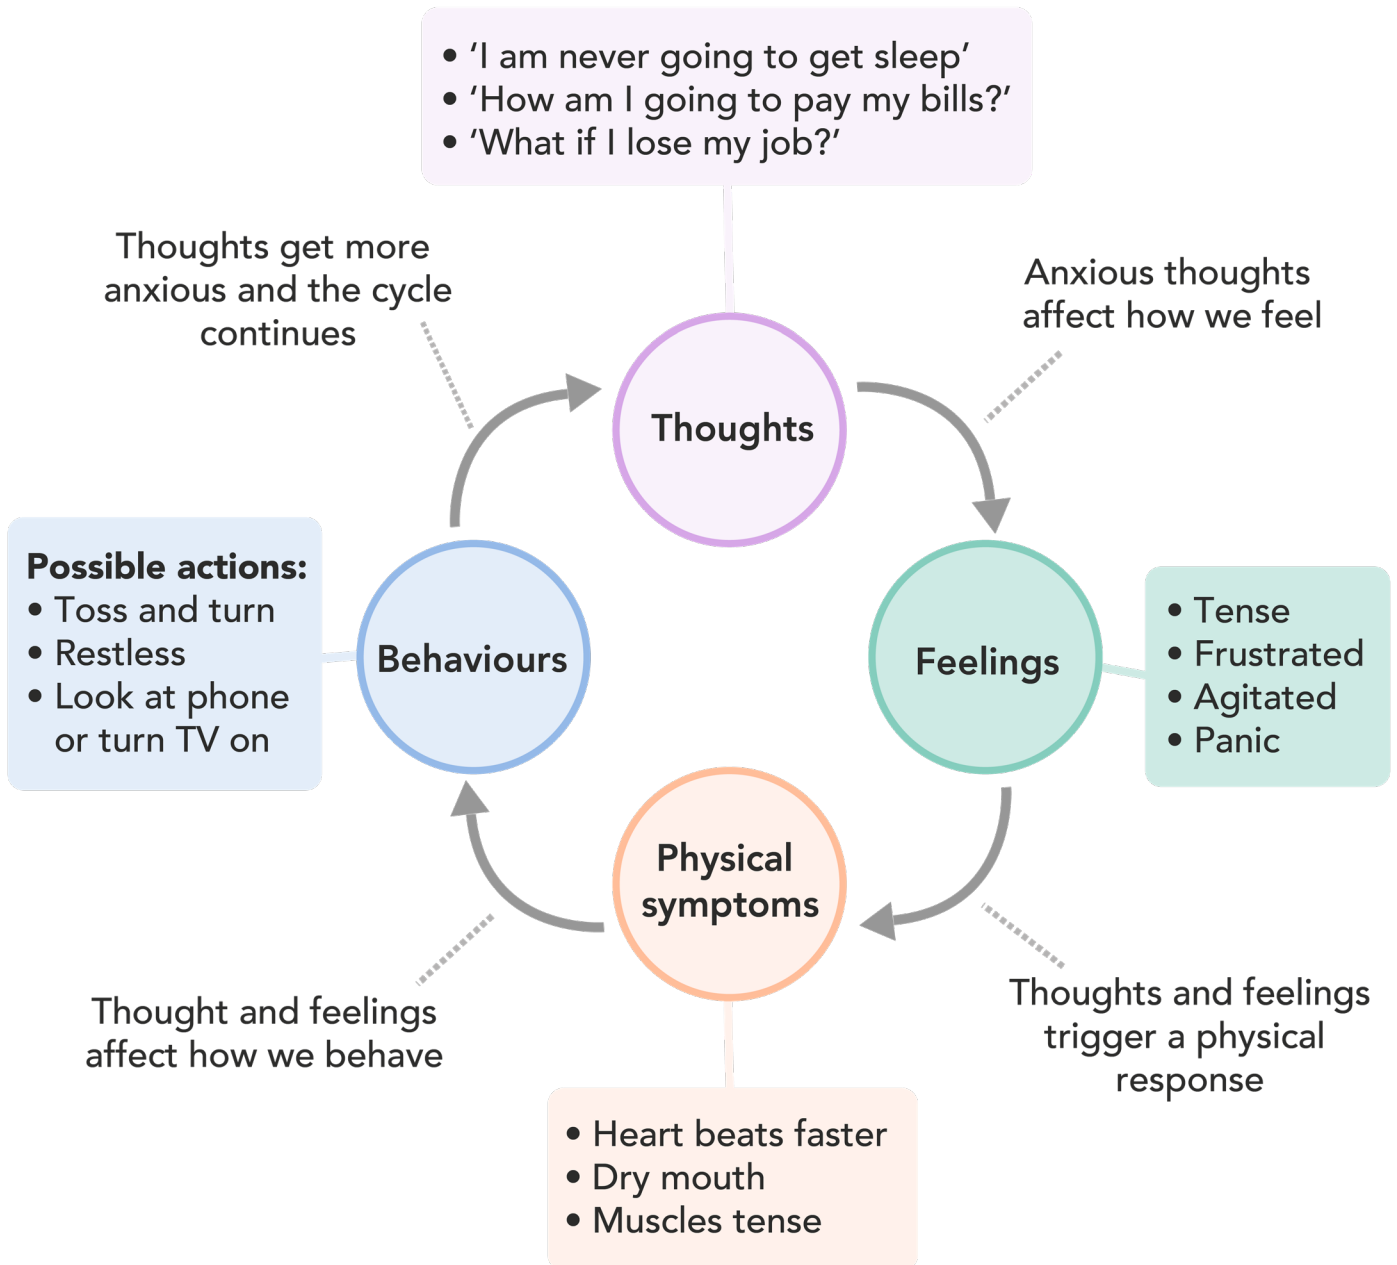 • ‘I am never going to get sleep’
• ‘How am I going to pay my bills?’
• ‘What if I lose my job?’
Thoughts get more
anxious and the cycle
continues
Anxious thoughts
affect how we feel
Thoughts
Possible actions:
• Toss and turn
• Restless
• Look at phone
or turn TV on
Behaviours
Feelings
• Tense
• Frustrated
• Agitated
• Panic
Physical
symptoms
Thought and feelings
affect how we behave
Thoughts and feelings
trigger a physical
response
• Heart beats faster
• Dry mouth
• Muscles tense